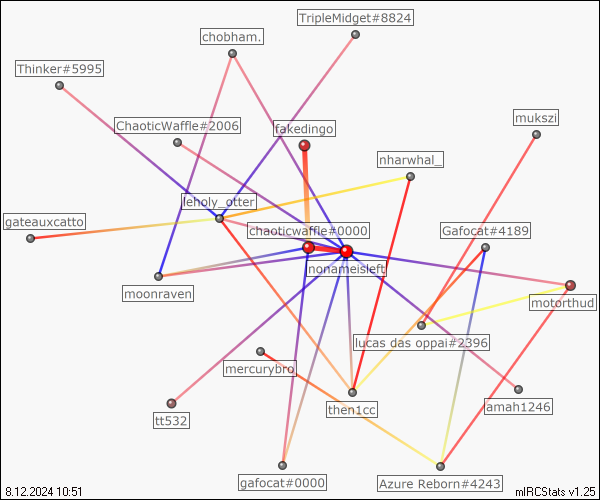 TripleMidget#8824
chobham.
Thinker#5995
mukszi
ChaoticWaffle#2006
fakedingo
nharwhal_
leholy_otter
gateauxcatto
chaoticwaffle#0000
Gafocat#4189
nonameisleft
moonraven
motorthud
lucas das oppai#2396
mercurybro
then1cc
amah1246
tt532
gafocat#0000
Azure Reborn#4243
8.12.2024 10:51
mIRCStats v1.25